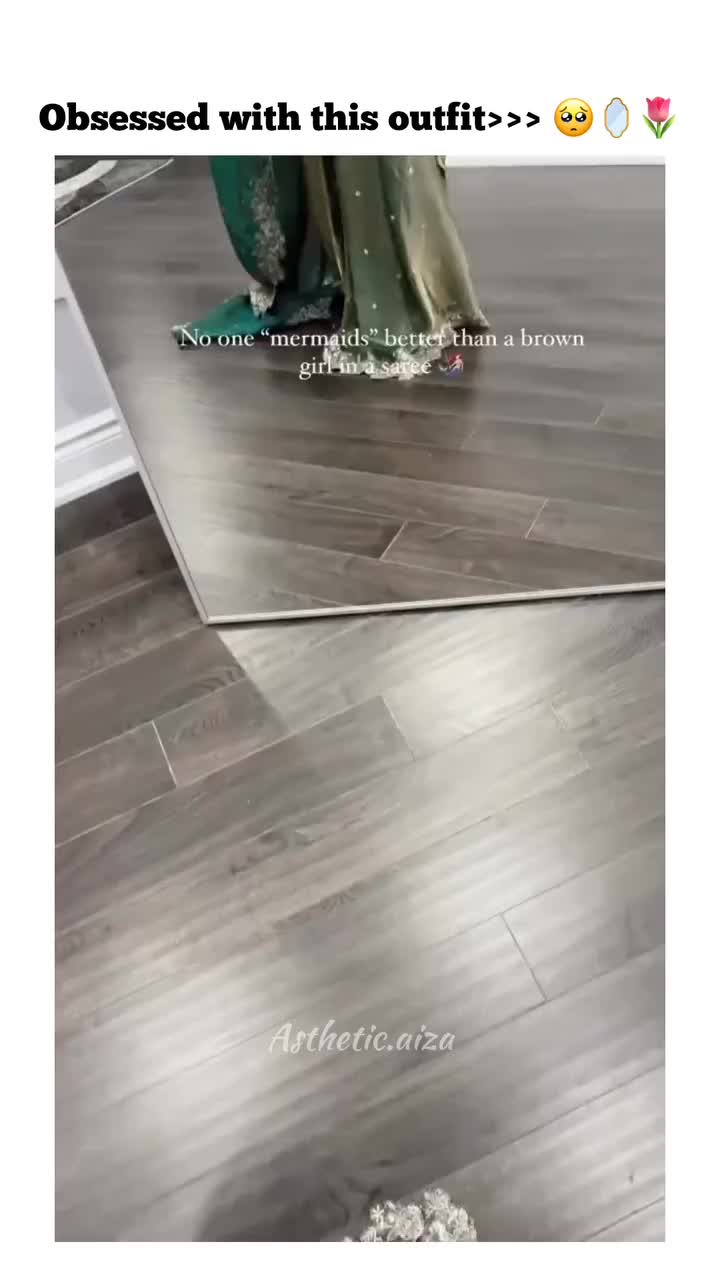 Obsessed with this outfit>>> 🥺🪞🌷
No one “mermaids” better than a brown
girl in a saree 🧜🏽‍♀️
Asthetic.aiza